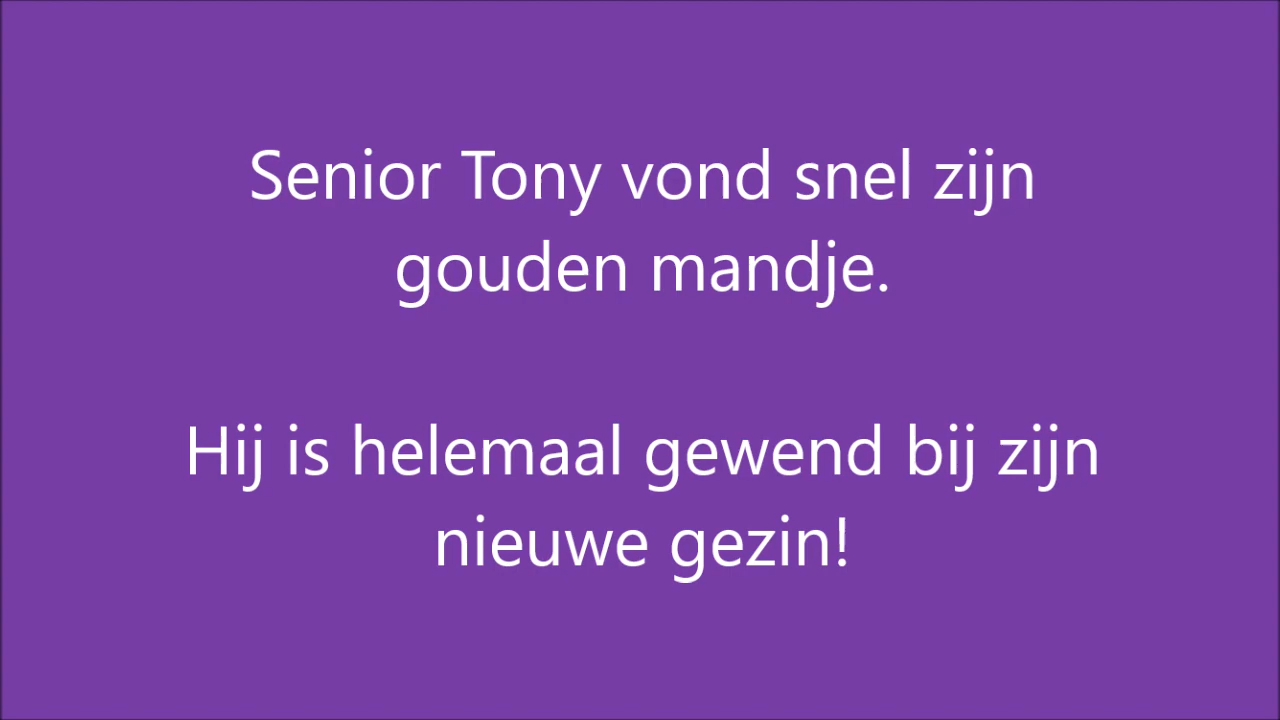 Senior Tony vond snel zijn
gouden mandje.
Hij is helemaal gewend bij zijn
nieuwe gezin!